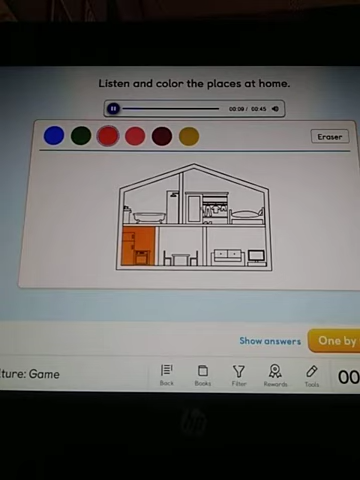 Listen and color the places at home.
00:09 / 00:45
Eraser
Show answers
One by
ture: Game
Back
Books
Filter
Rewards
Tools
00
hp